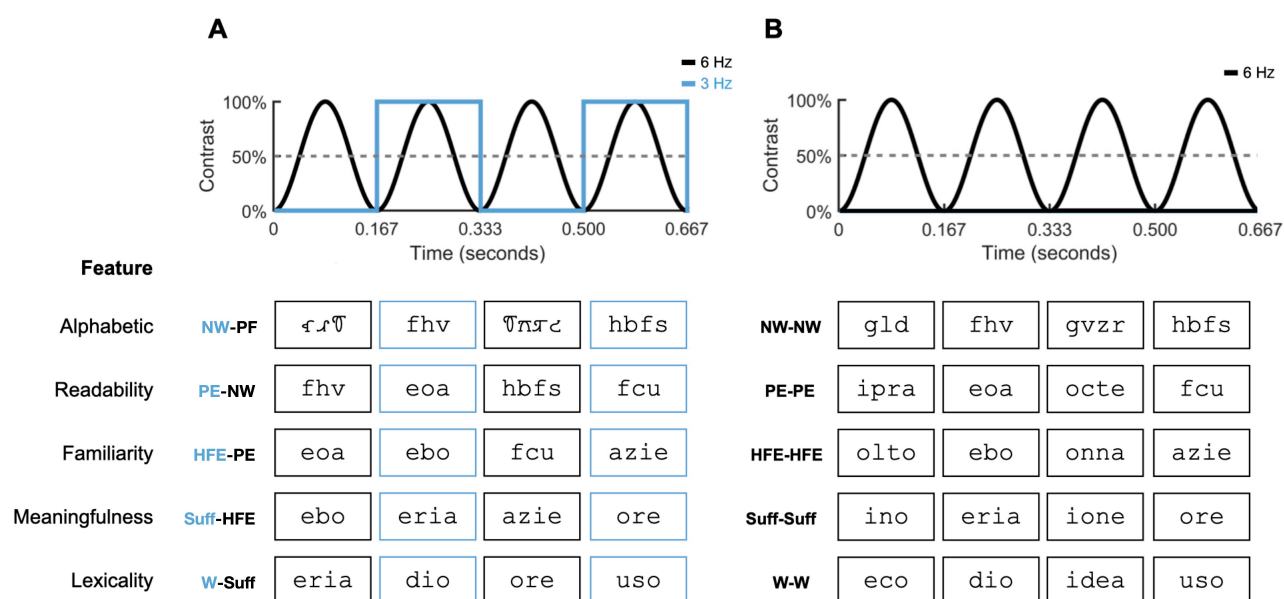 A B
6 Hz 6 Hz
3 Hz
100% 100%
Contrast 50% Contrast 50%
0% 0%
0 0.167 0.333 0.500 0.667 0 0.167 0.333 0.500 0.667
Time (seconds) Time (seconds)
Feature
Alphabetic NW-PF fhv hbfs NW-NW gld fhv gvzr hbfs
Readability PE-NW fhv eoa hbfs fcu PE-PE ipra eoa octe fcu
Familiarity HFE-PE eoa ebo fcu azie HFE-HFE olto ebo onna azie
Meaningfulness Suff-HFE ebo eria azie ore Suff-Suff ino eria ione ore
Lexicality W-Suff eria dio ore uso W-W eco dio idea uso